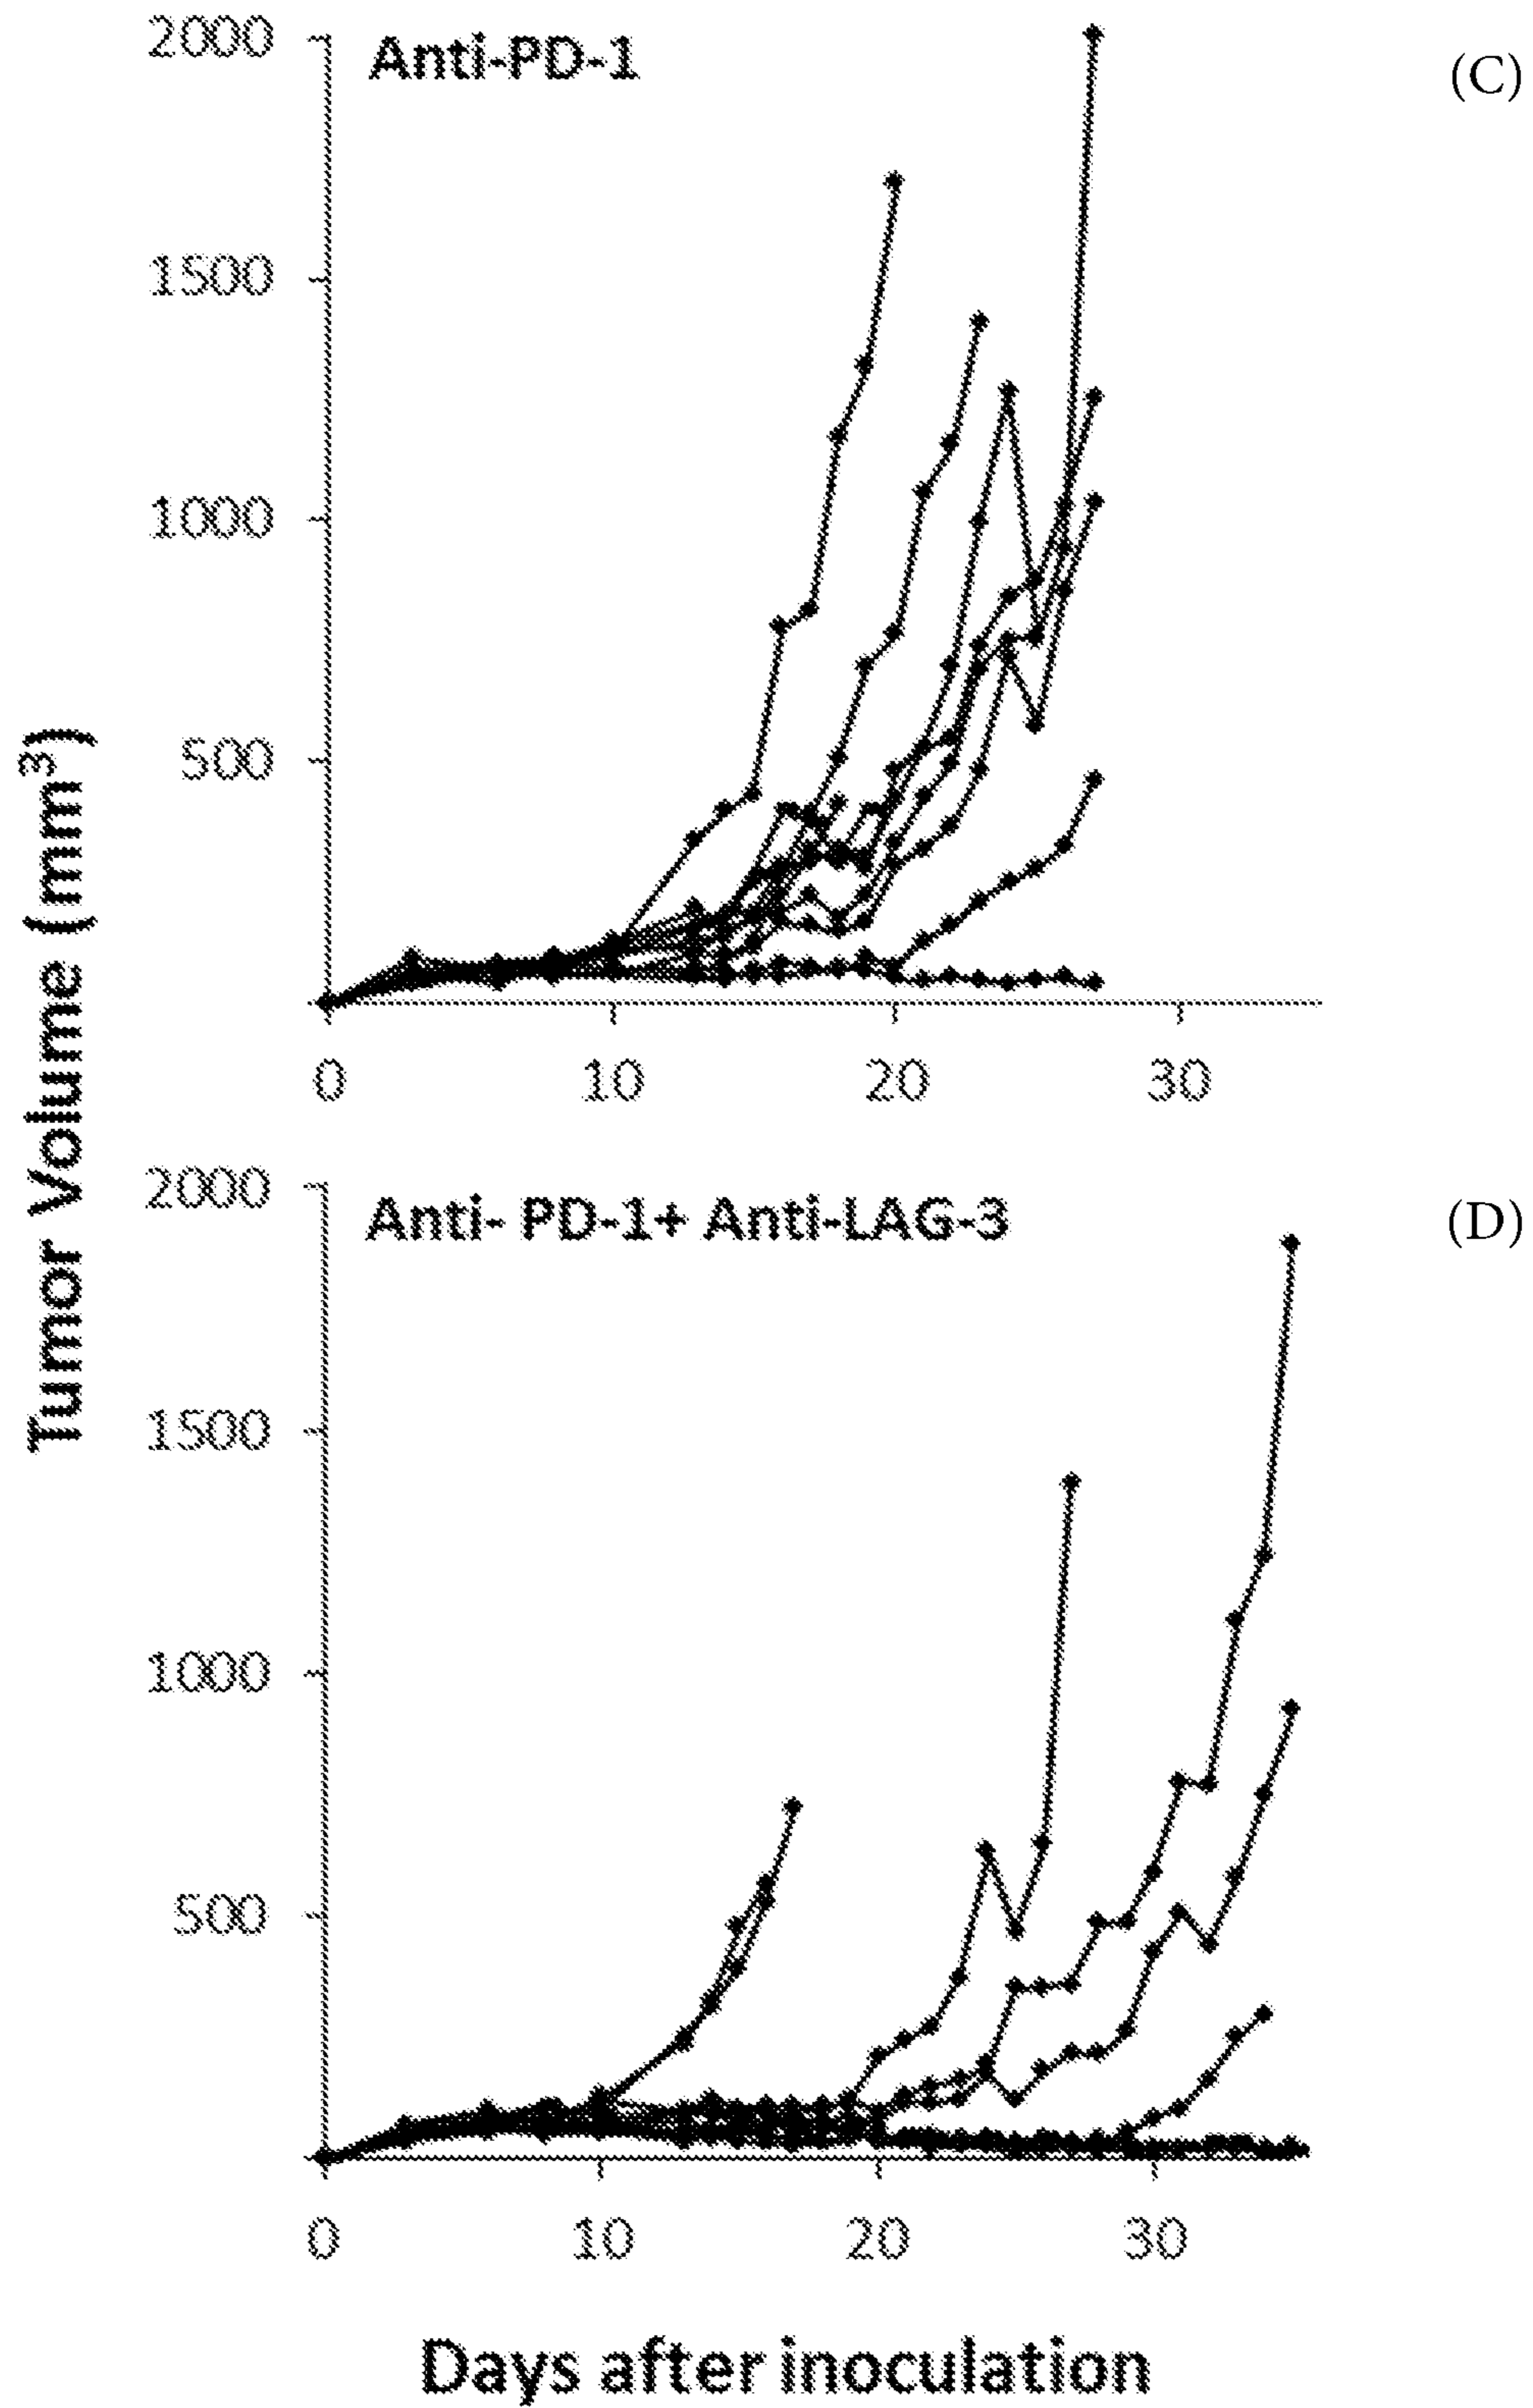 2000
Anti-PD-1
(C)
1500
1000
500
0
10
20
30
Tumor Volume (mm³)
2000
Anti- PD-1+ Anti-LAG-3
(D)
1500
1000
500
0
10
20
30
Days after inoculation